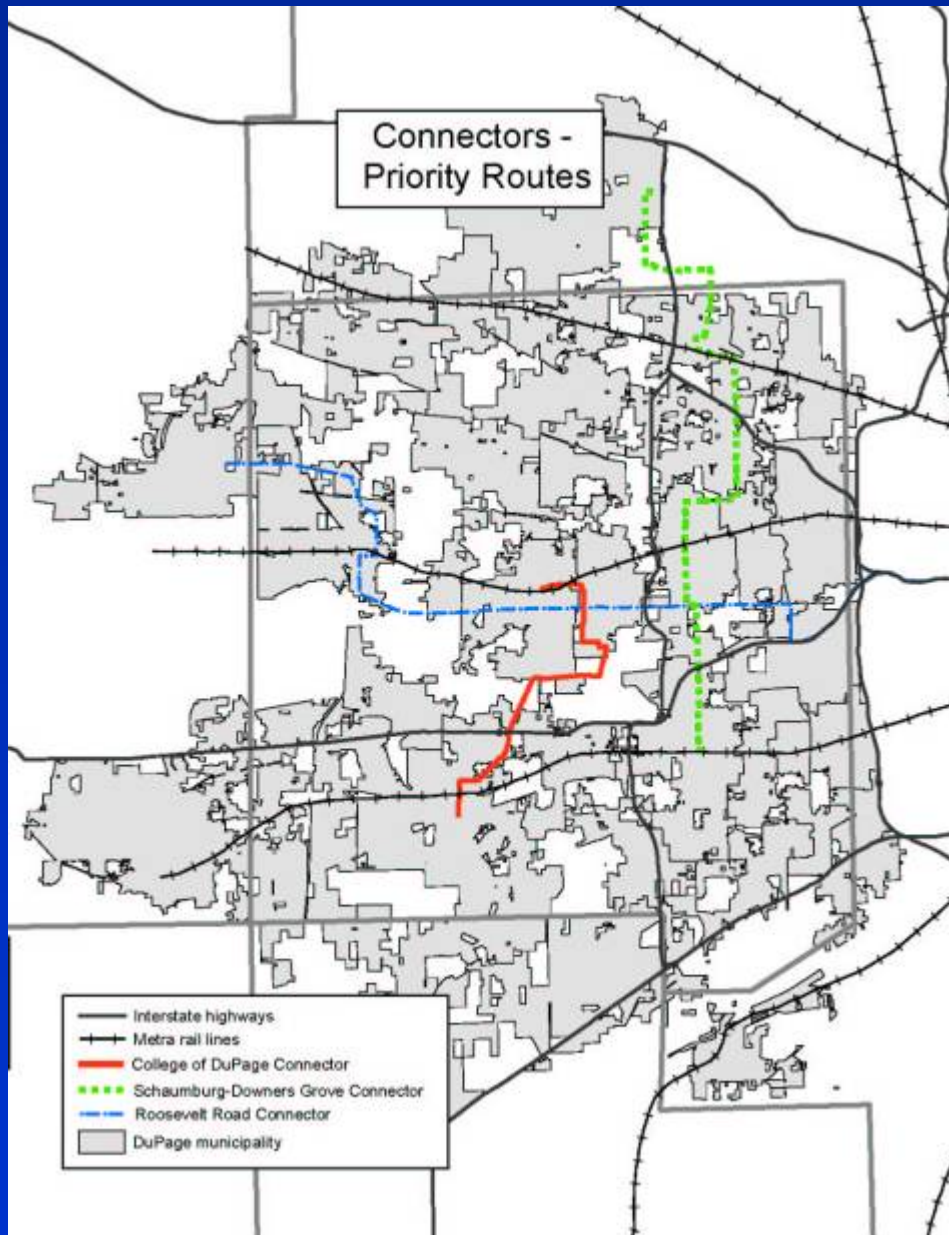 Connectors -
Priority Routes
Interstate highways
Metra rail lines
College of DuPage Connector
Schaumburg-Downers Grove Connector
Roosevelt Road Connector
DuPage municipality